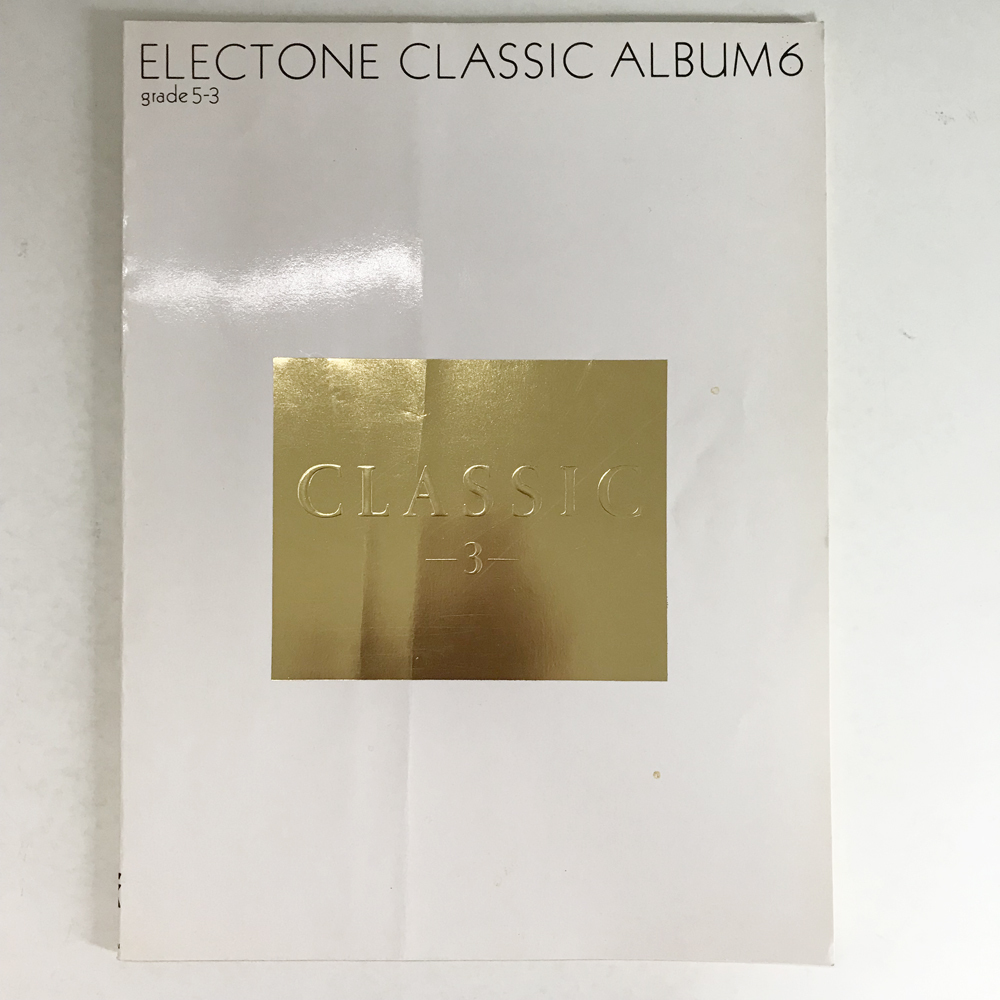 ELECTONE CLASSIC ALBUM6
grade 5-3
CLASSIC
—3—